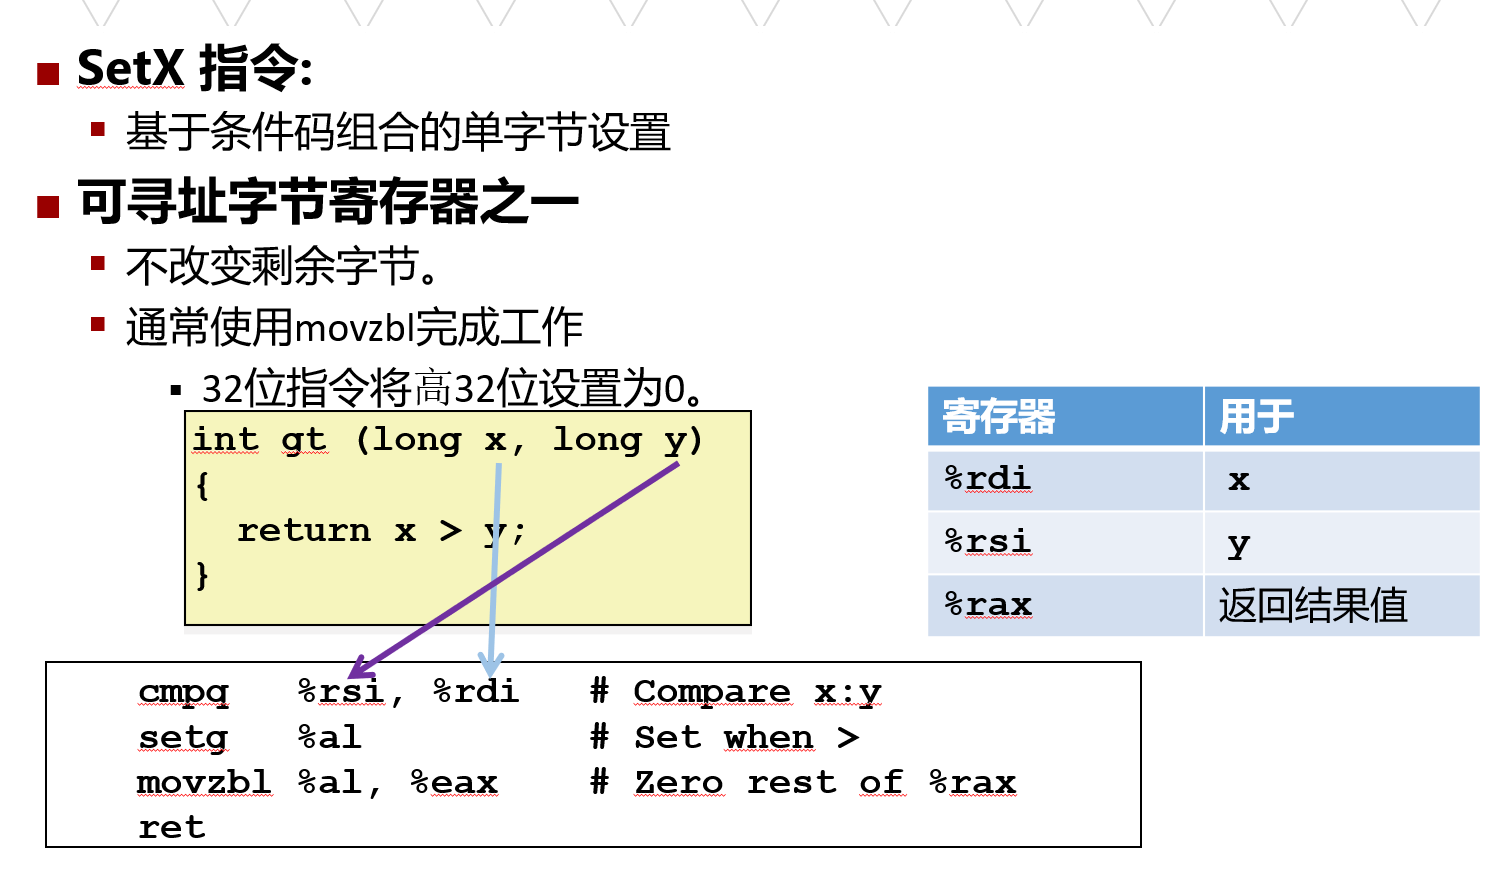 SetX 指令:
基于条件码组合的单字节设置
可寻址字节寄存器之一
不改变剩余字节。
通常使用movzbl完成工作
32位指令将高32位设置为0。
int gt (long x, long y)
{
  return x > y;
}
寄存器 用于
%rdi x
%rsi y
%rax 返回结果值
cmpq %rsi, %rdi # Compare x:y
setg %al # Set when >
movzbl %al, %eax # Zero rest of %rax
ret